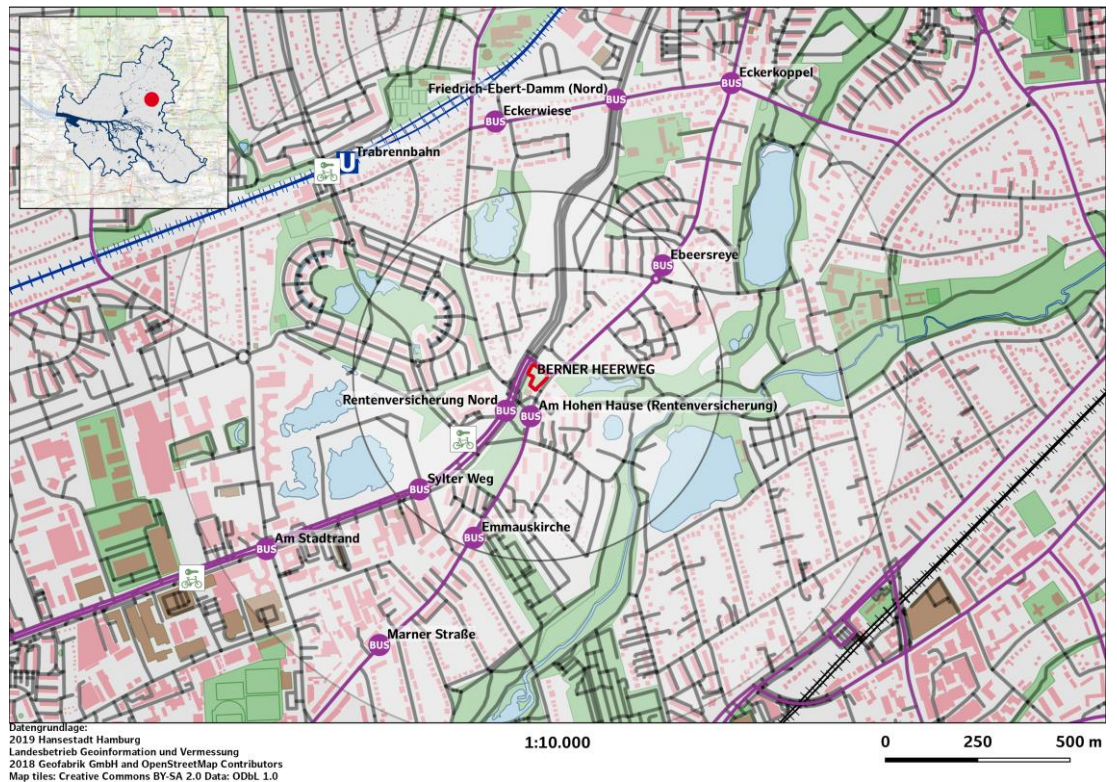 Eckerkoppel
BUS
Friedrich-Ebert-Damm (Nord)
BUS
Eckerwiese
BUS
Trabrennbahn
U
Ebeersreye
BUS
BERNER HEERWEG
Rentenversicherung Nord
BUS
Am Hohen Hause (Rentenversicherung)
BUS
Sylter Weg
BUS
Emmauskirche
BUS
Am Stadtrand
BUS
Marner Straße
BUS
Datengrundlage:
2019 Hansestadt Hamburg
Landesbetrieb Geoinformation und Vermessung
2018 Geofabrik GmbH and OpenStreetMap Contributors
Map tiles: Creative Commons BY-SA 2.0 Data: ODbL 1.0
1:10.000
0 250 500 m